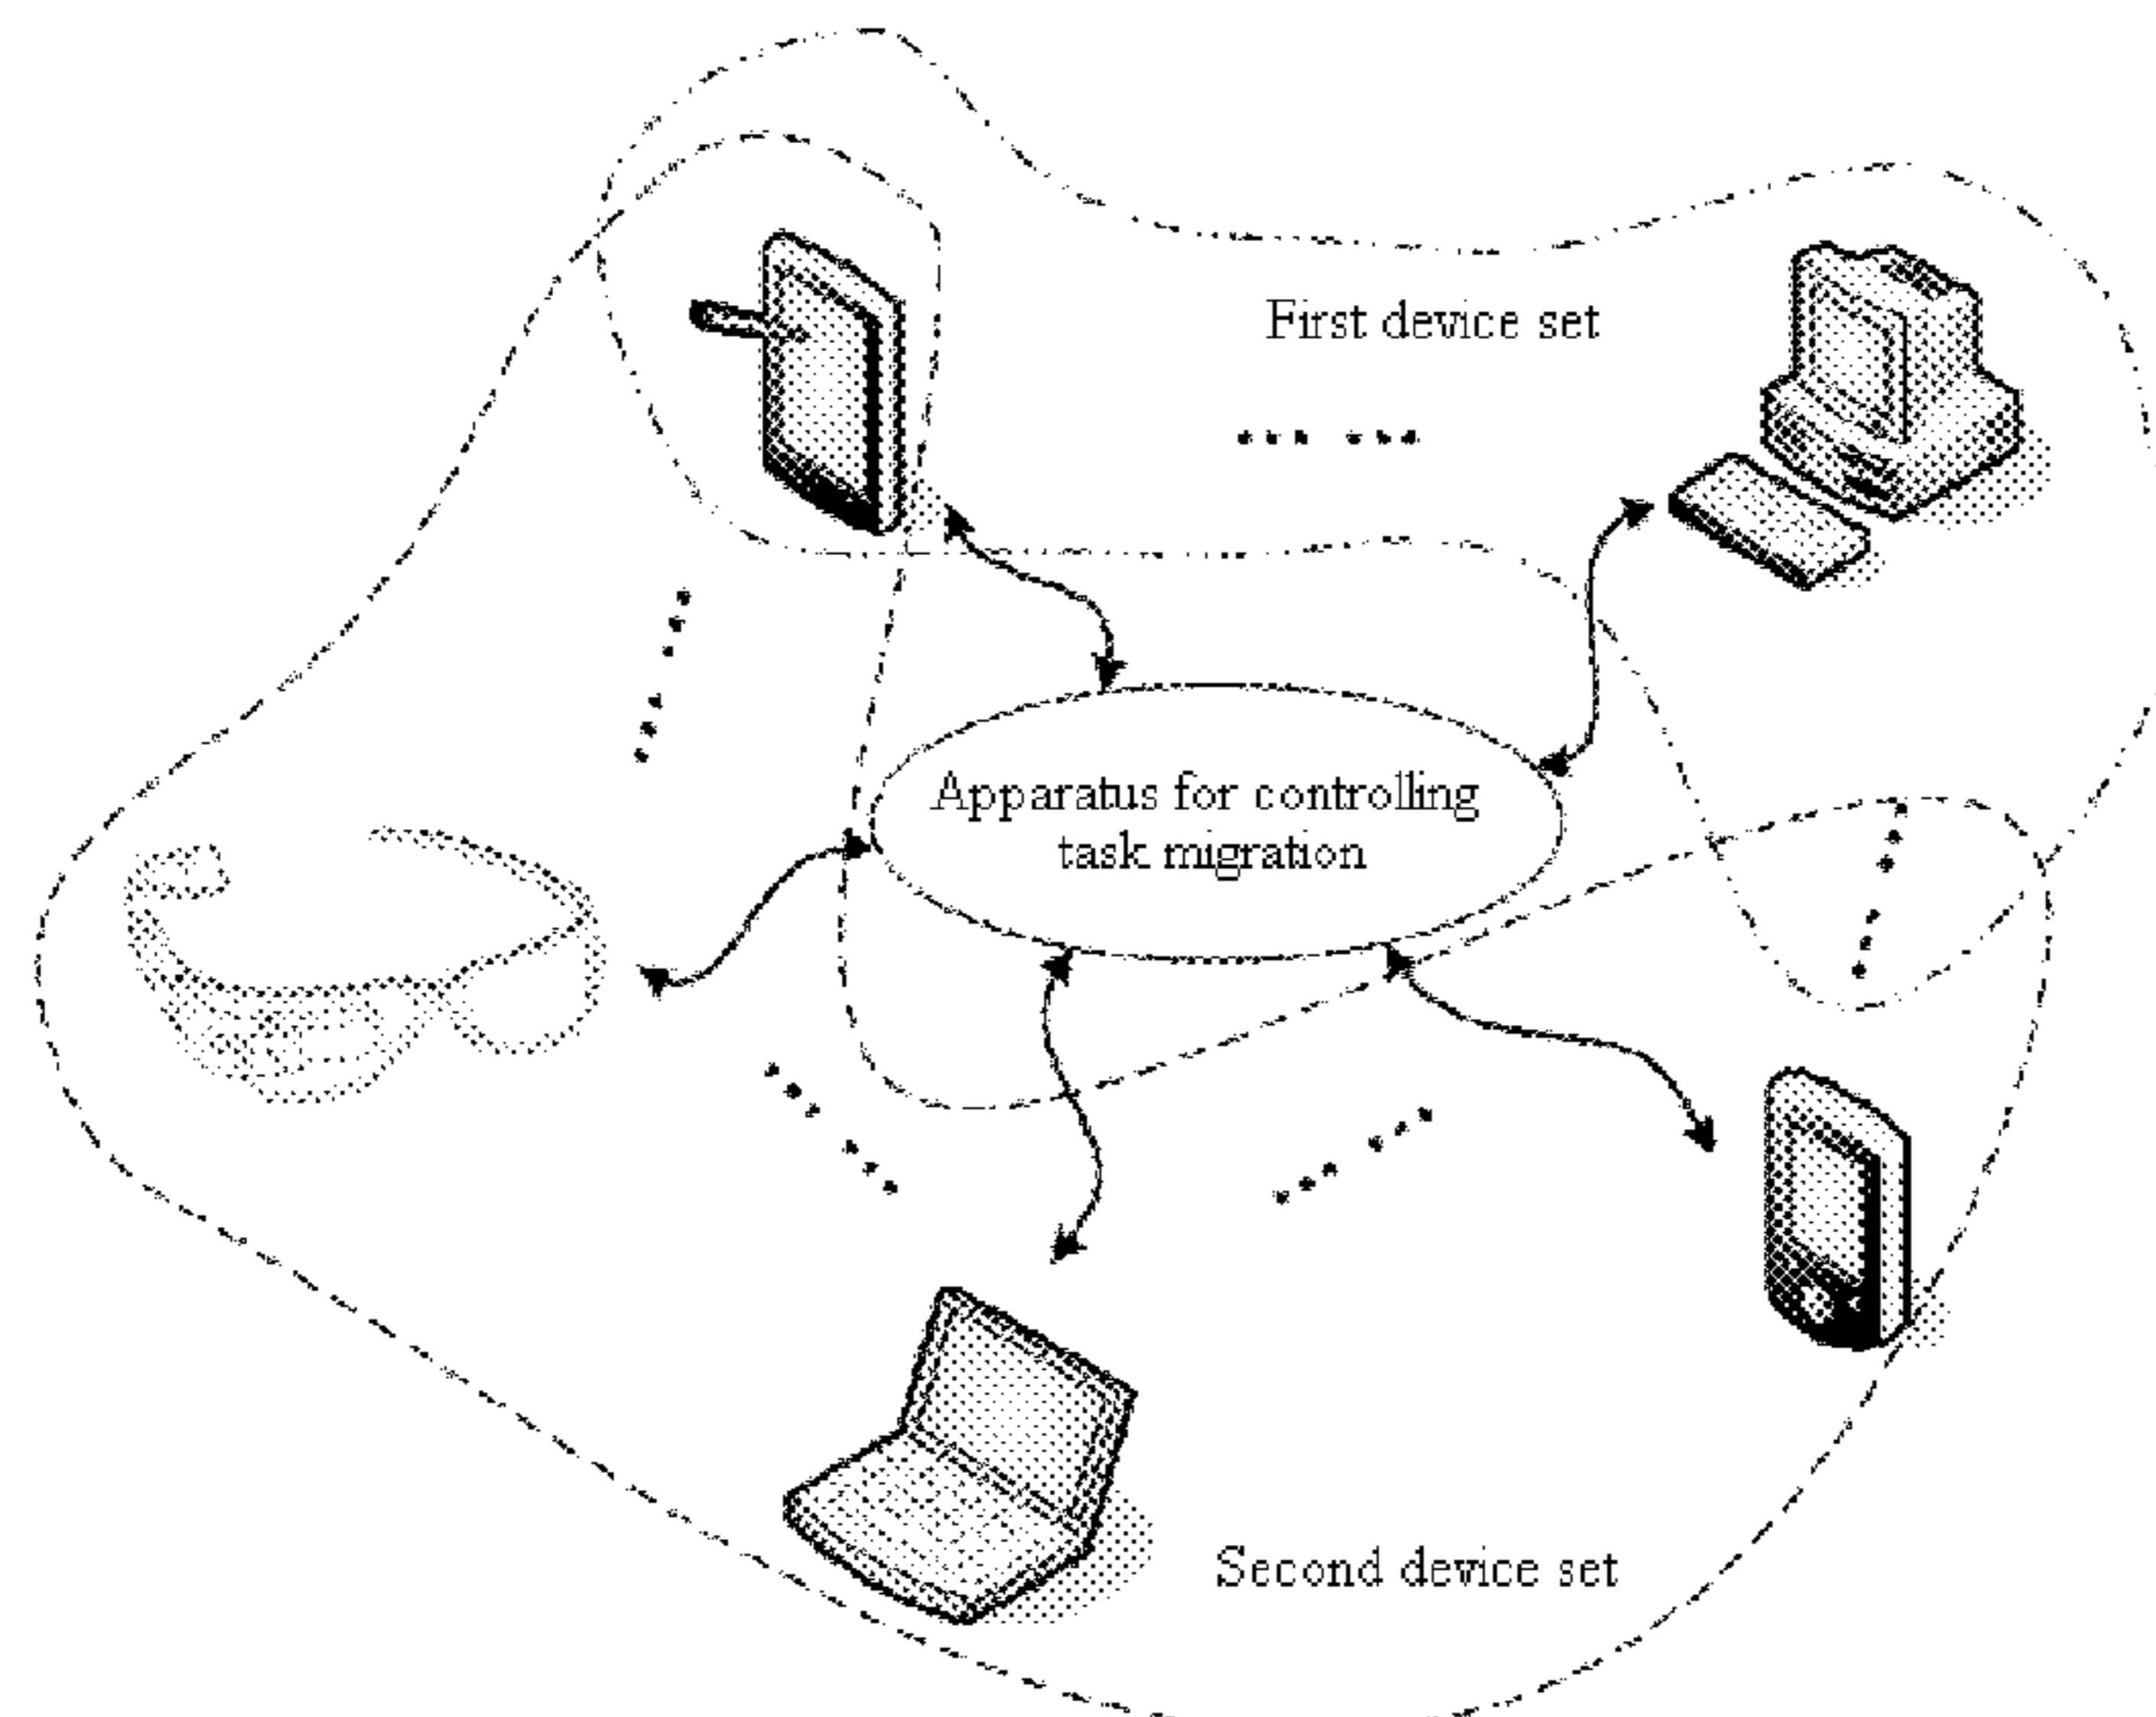 First device set
Apparatus for controlling
task migration
Second device set